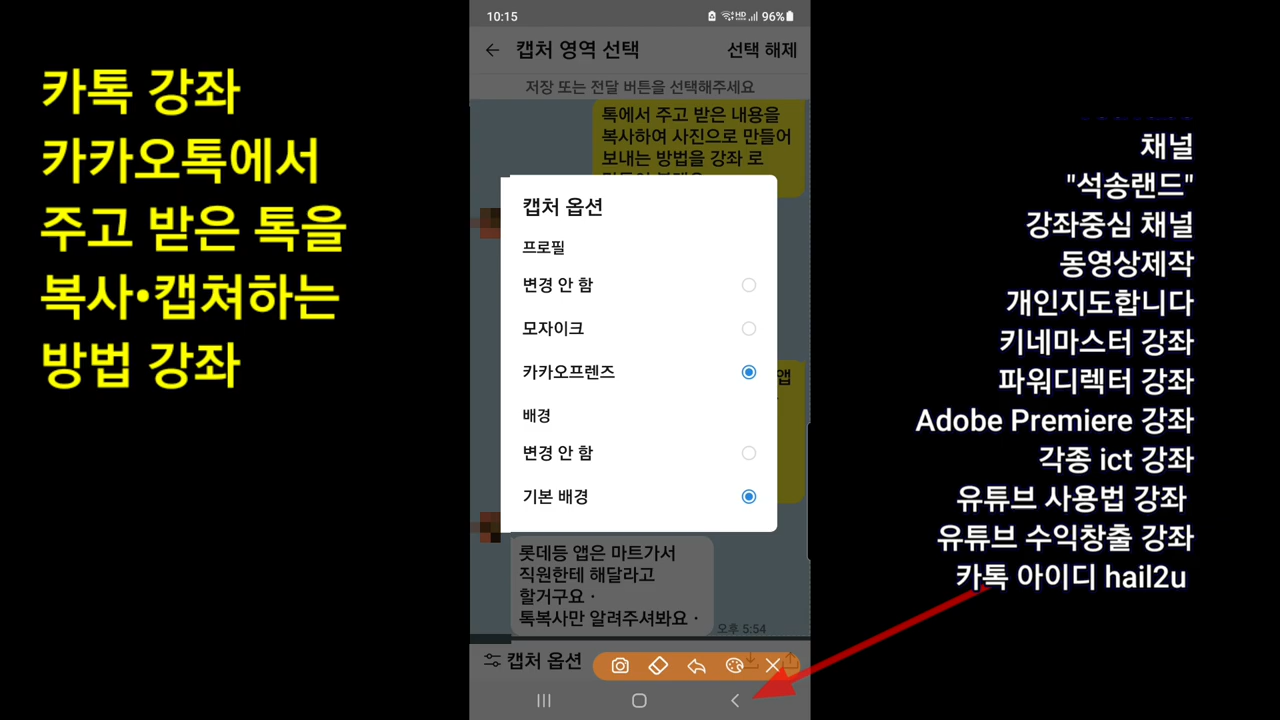 카톡 강좌
카카오톡에서
주고 받은 톡을
복사•캡쳐하는
방법 강좌
10:15
96%
캡처 영역 선택
선택 해제
저장 또는 전달 버튼을 선택해주세요
톡에서 주고 받은 내용을
복사하여 사진으로 만들어
보내는 방법을 강좌 로
캡처 옵션
프로필
변경 안 함
모자이크
카카오프렌즈
배경
변경 안 함
기본 배경
앱
롯데등 앱은 마트가서
직원한테 해달라고
할거구요 ·
톡복사만 알려주셔봐요 ·
오후 5:54
캡처 옵션
채널
"석송랜드"
강좌중심 채널
동영상제작
개인지도합니다
키네마스터 강좌
파워디렉터 강좌
Adobe Premiere 강좌
각종 ict 강좌
유튜브 사용법 강좌
유튜브 수익창출 강좌
카톡 아이디 hail2u